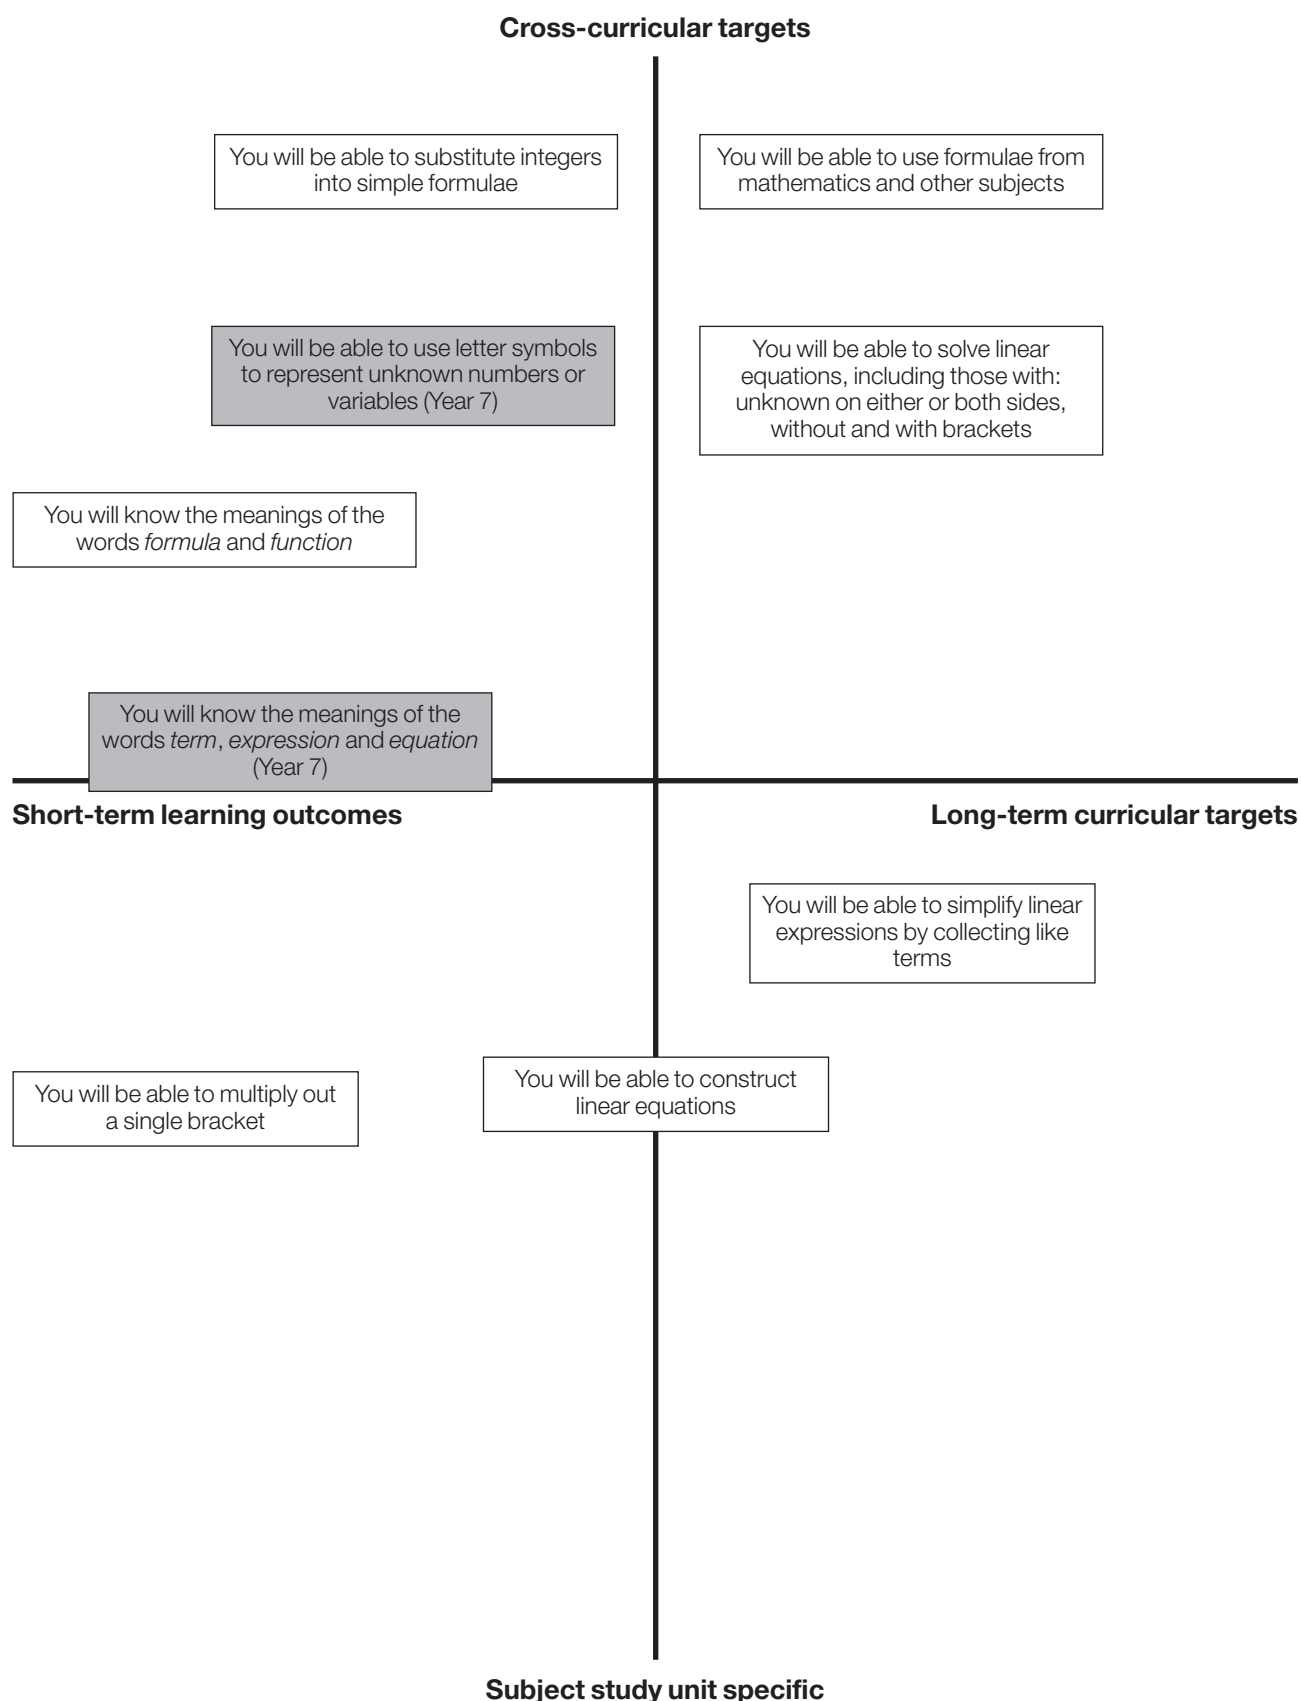 Cross-curricular targets
You will be able to substitute integers
into simple formulae
You will be able to use formulae from
mathematics and other subjects
You will be able to use letter symbols
to represent unknown numbers or
variables (Year 7)
You will be able to solve linear
equations, including those with:
unknown on either or both sides,
without and with brackets
You will know the meanings of the
words formula and function
You will know the meanings of the
words term, expression and equation
(Year 7)
Short-term learning outcomes
Long-term curricular targets
You will be able to simplify linear
expressions by collecting like
terms
You will be able to multiply out
a single bracket
You will be able to construct
linear equations
Subject study unit specific